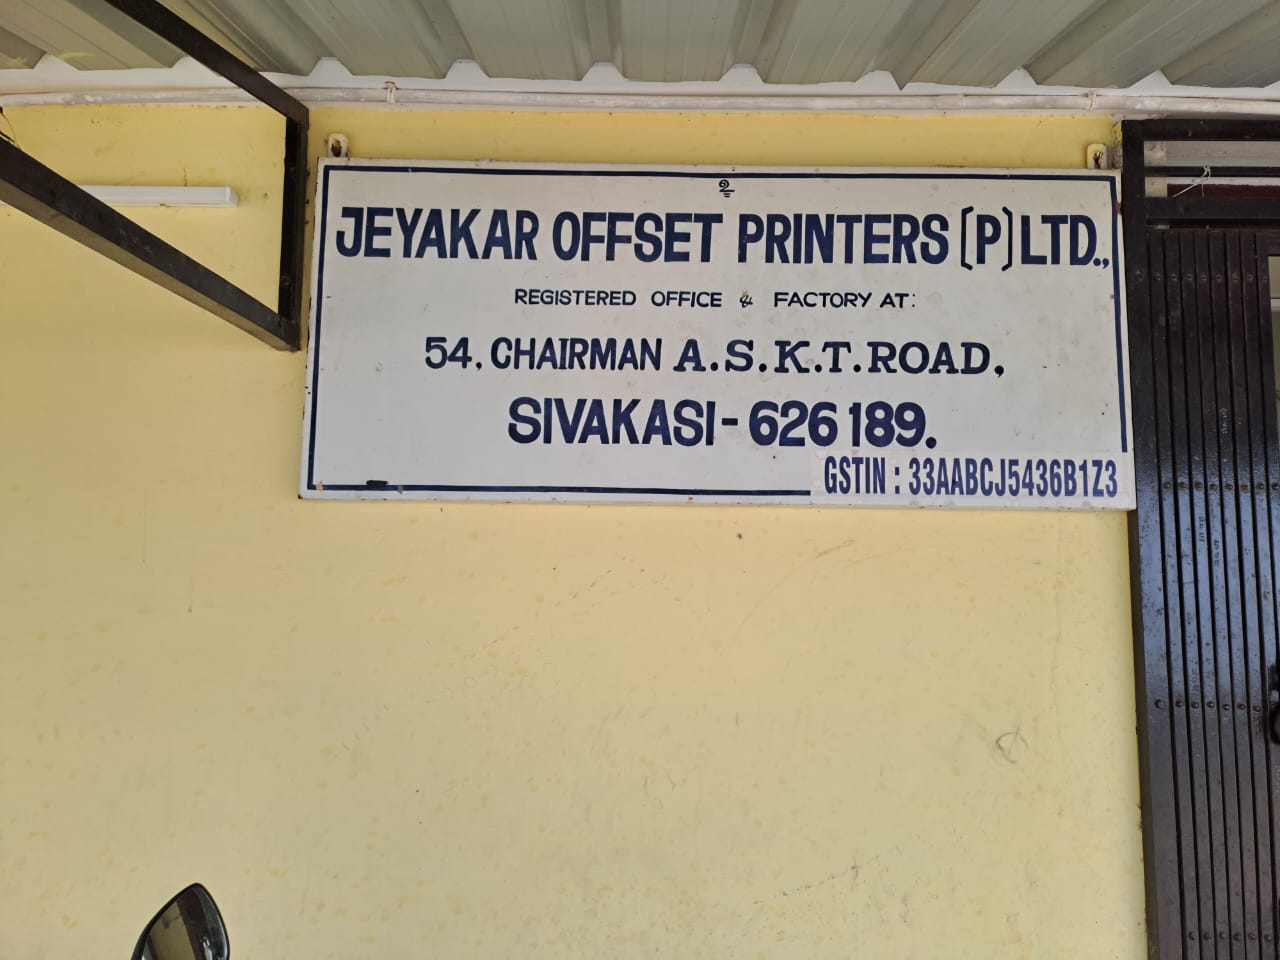 உ
JEYAKAR OFFSET PRINTERS (P) LTD.,
REGISTERED OFFICE & FACTORY AT:
54, CHAIRMAN A.S.K.T. ROAD,
SIVAKASI - 626 189.
GSTIN : 33AABCJ5436B1Z3